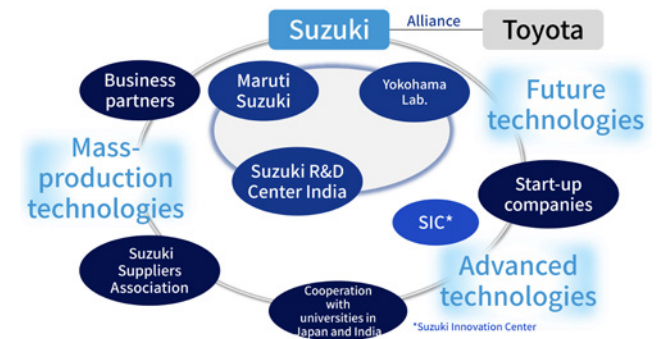 Suzuki
Alliance
Toyota
Business
partners
Maruti
Suzuki
Yokohama
Lab.
Future
technologies
Mass-
production
technologies
Suzuki R&D
Center India
Start-up
companies
SIC*
Suzuki
Suppliers
Association
Advanced
technologies
Cooperation
with
universities in
Japan and India
*Suzuki Innovation Center